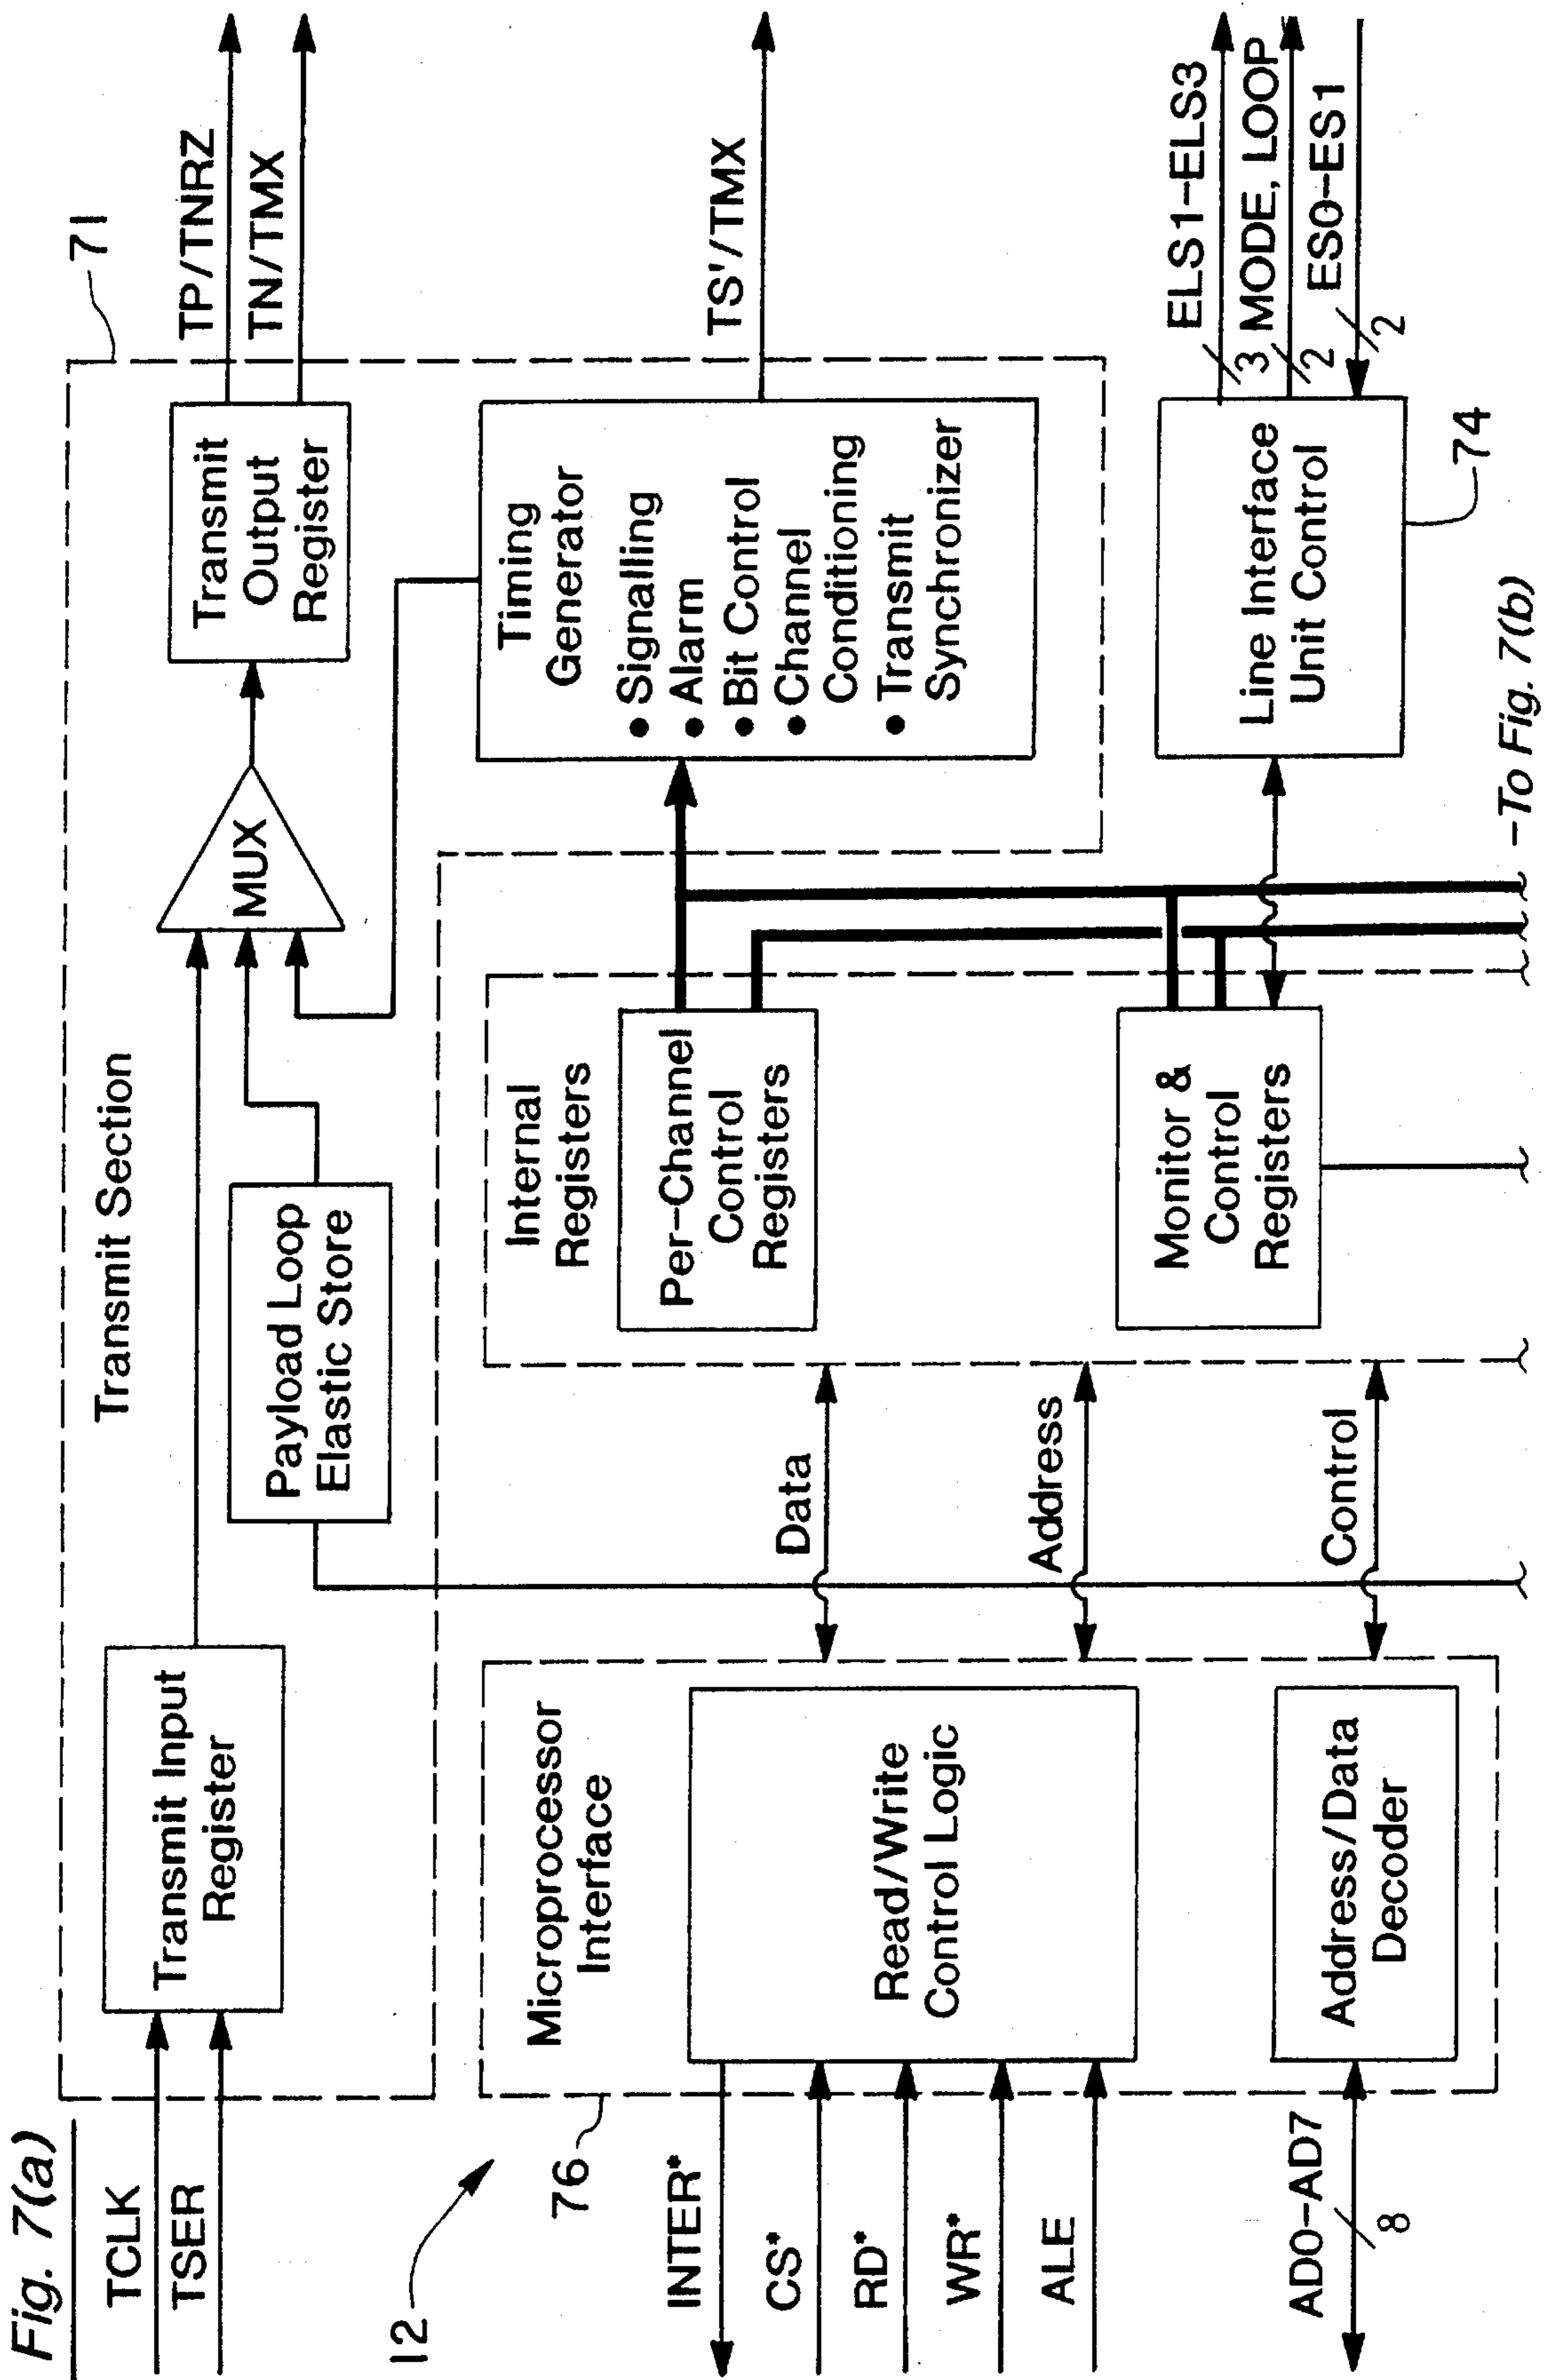 Fig. 7(a)
TCLK
TSER
Transmit Input
Register
Transmit Section
Payload Loop
Elastic Store
MUX
Transmit
Output
Register
71
TP/TNRZ
TN/TMX
Timing
Generator
• Signalling
• Alarm
• Bit Control
• Channel
Conditioning
• Transmit
Synchronizer
TS'/TMX
12
76
Microprocessor
Interface
INTER*
CS*
RD*
WR*
ALE
Read/Write
Control Logic
AD0-AD7
8
Address/Data
Decoder
Data
Address
Control
Internal
Registers
Per-Channel
Control
Registers
Monitor &
Control
Registers
Line Interface
Unit Control
74
ELS1-ELS3
3
MODE, LOOP
2
ES0-ES1
2
-To Fig. 7(b)